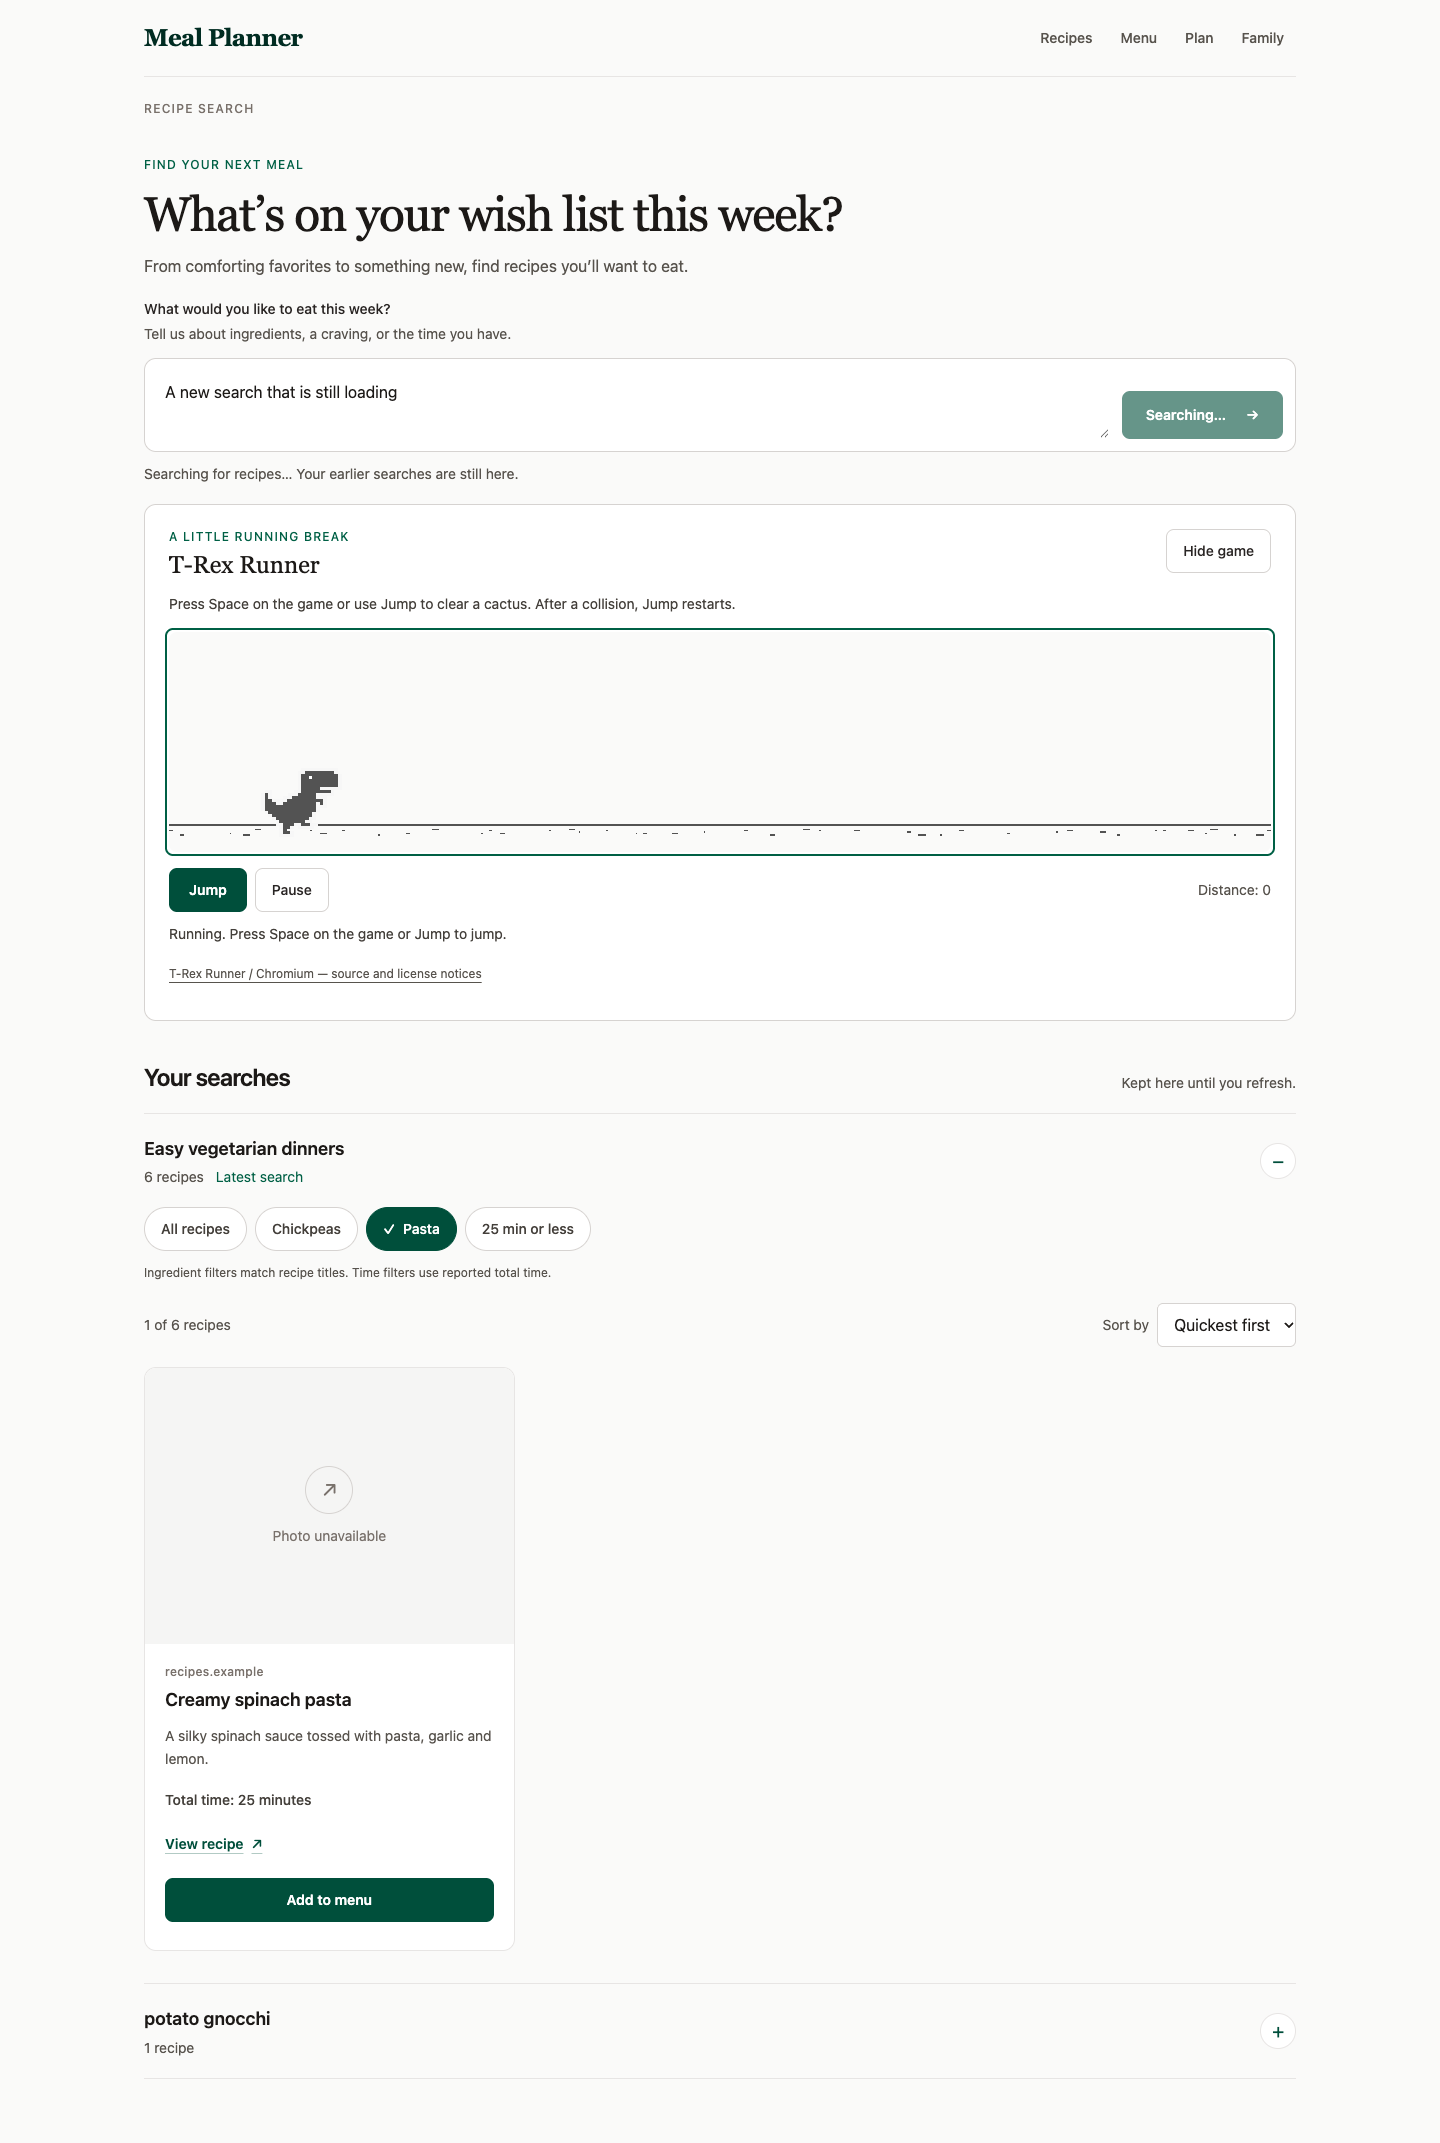 Meal Planner
Recipes Menu Plan Family
RECIPE SEARCH
FIND YOUR NEXT MEAL
What’s on your wish list this week?
From comforting favorites to something new, find recipes you’ll want to eat.
What would you like to eat this week?
Tell us about ingredients, a craving, or the time you have.
A new search that is still loading
Searching... →
Searching for recipes... Your earlier searches are still here.
A LITTLE RUNNING BREAK
T-Rex Runner
Hide game
Press Space on the game or use Jump to clear a cactus. After a collision, Jump restarts.
Jump
Pause
Distance: 0
Running. Press Space on the game or Jump to jump.
T-Rex Runner / Chromium — source and license notices
Your searches
Kept here until you refresh.
Easy vegetarian dinners
6 recipes Latest search
All recipes
Chickpeas
✓ Pasta
25 min or less
Ingredient filters match recipe titles. Time filters use reported total time.
1 of 6 recipes
Sort by Quickest first
Photo unavailable
recipes.example
Creamy spinach pasta
A silky spinach sauce tossed with pasta, garlic and
lemon.
Total time: 25 minutes
View recipe ↗
Add to menu
potato gnocchi
1 recipe